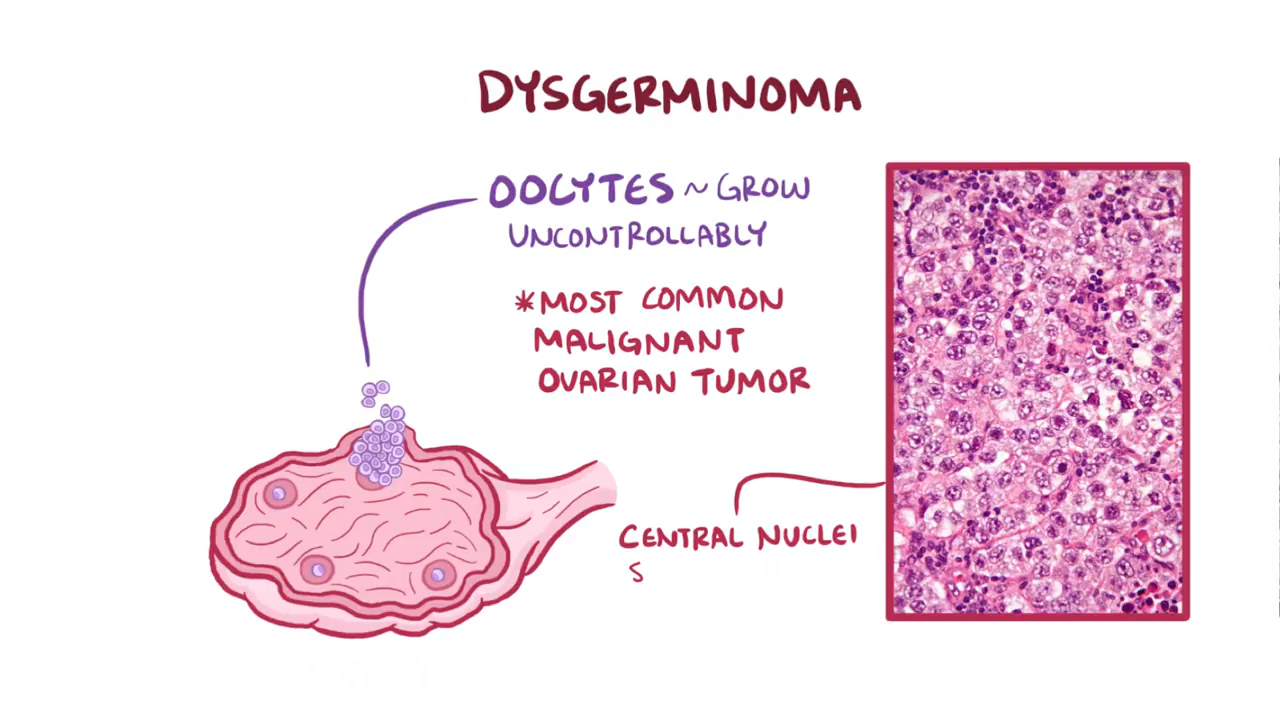 DYSGERMINOMA
OOCYTES ~ GROW
UNCONTROLLABLY
*MOST COMMON
MALIGNANT
OVARIAN TUMOR
CENTRAL NUCLEI
S